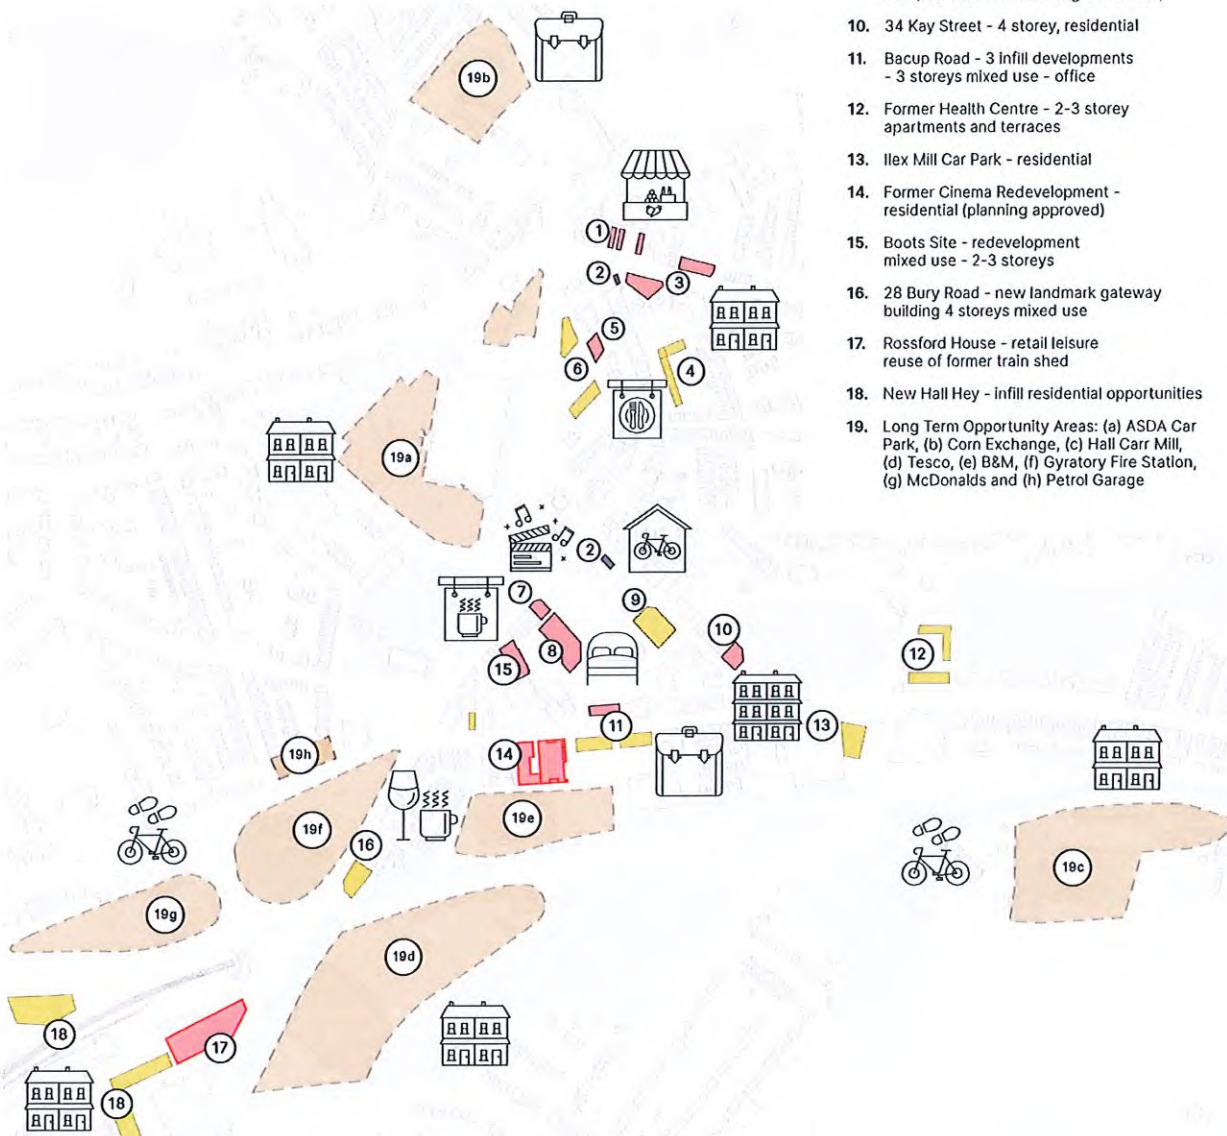 10. 34 Kay Street - 4 storey, residential
11. Bacup Road - 3 infill developments
- 3 storeys mixed use - office
12. Former Health Centre - 2-3 storey
apartments and terraces
13. Ilex Mill Car Park - residential
14. Former Cinema Redevelopment -
residential (planning approved)
15. Boots Site - redevelopment
mixed use - 2-3 storeys
16. 28 Bury Road - new landmark gateway
building 4 storeys mixed use
17. Rossford House - retail leisure
reuse of former train shed
18. New Hall Hey - infill residential opportunities
19. Long Term Opportunity Areas: (a) ASDA Car
Park, (b) Corn Exchange, (c) Hall Carr Mill,
(d) Tesco, (e) B&M, (f) Gyratory Fire Station,
(g) McDonalds and (h) Petrol Garage
19b
1
2
3
5
6
4
19a
2
7
9
8
10
15
12
11
13
14
19h
19f
19e
16
19c
19g
19d
18
17
18